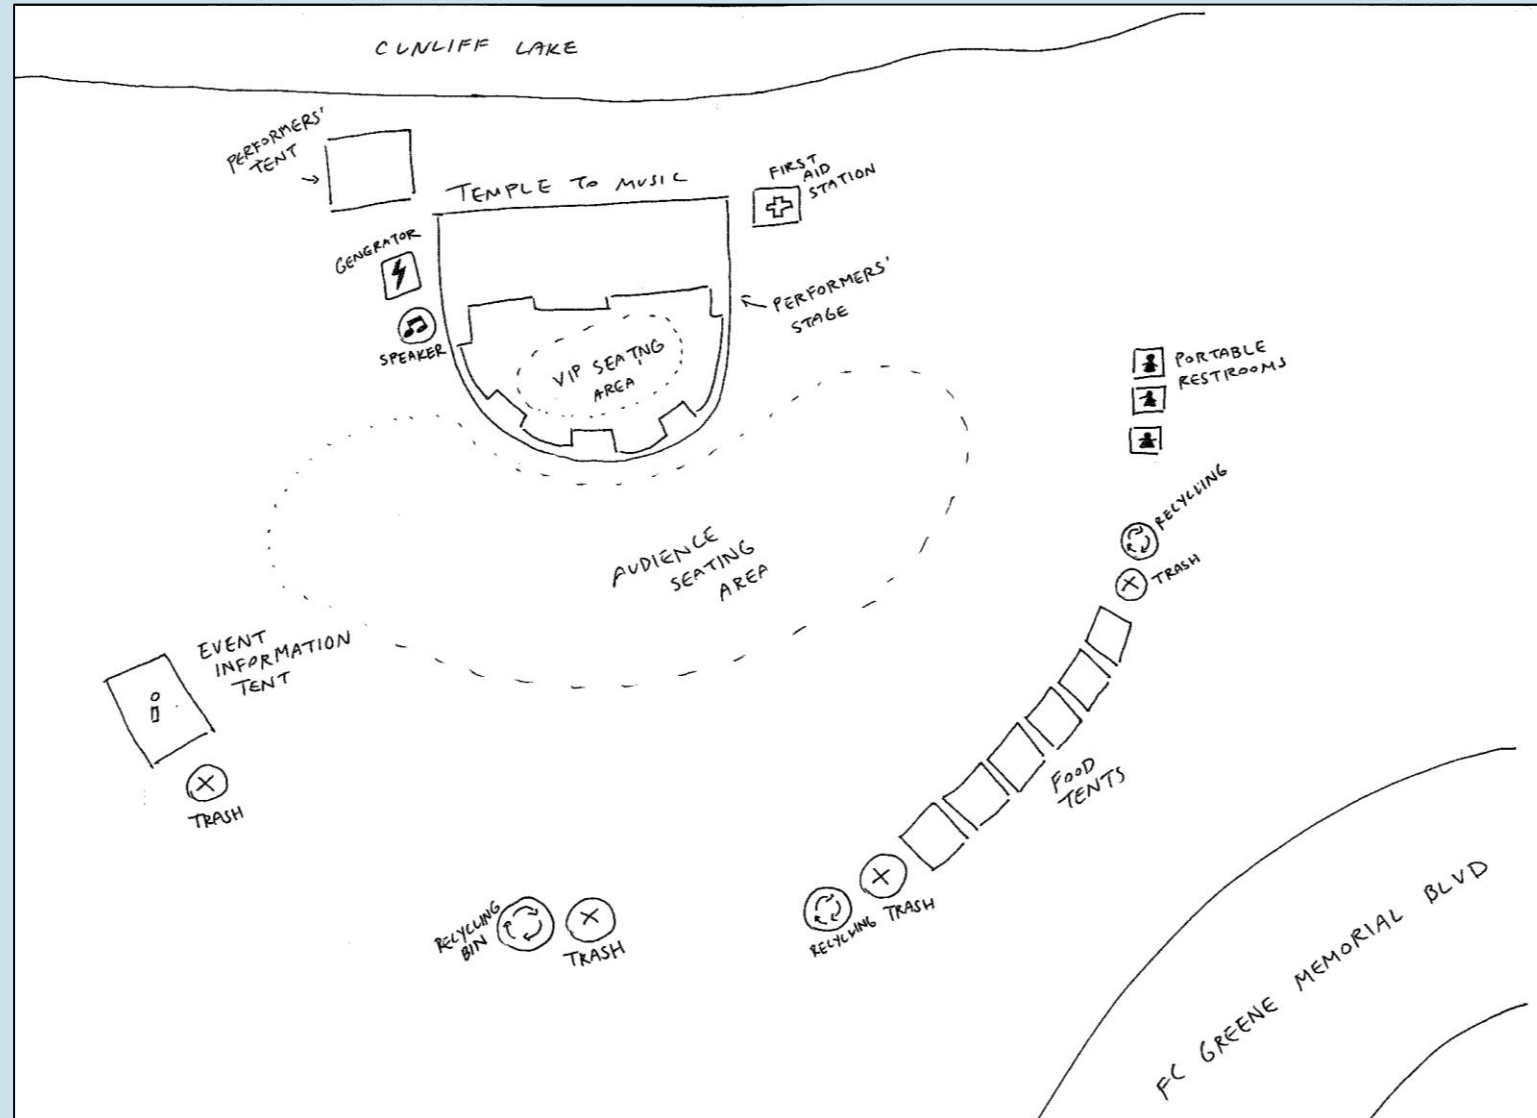 CUNLIFF LAKE
PERFORMERS'
TENT
TEMPLE TO MUSIC
FIRST
AID
STATION
GENERATOR
PERFORMERS'
STAGE
SPEAKER
VIP SEATNG
AREA
PORTABLE
RESTROOMS
RECYCLING
TRASH
AUDIENCE
SEATING
AREA
EVENT
INFORMATION
TENT
i
TRASH
FOOD
TENTS
RECYCLING
BIN
TRASH
RECYCLING TRASH
FC GREENE MEMORIAL BLVD